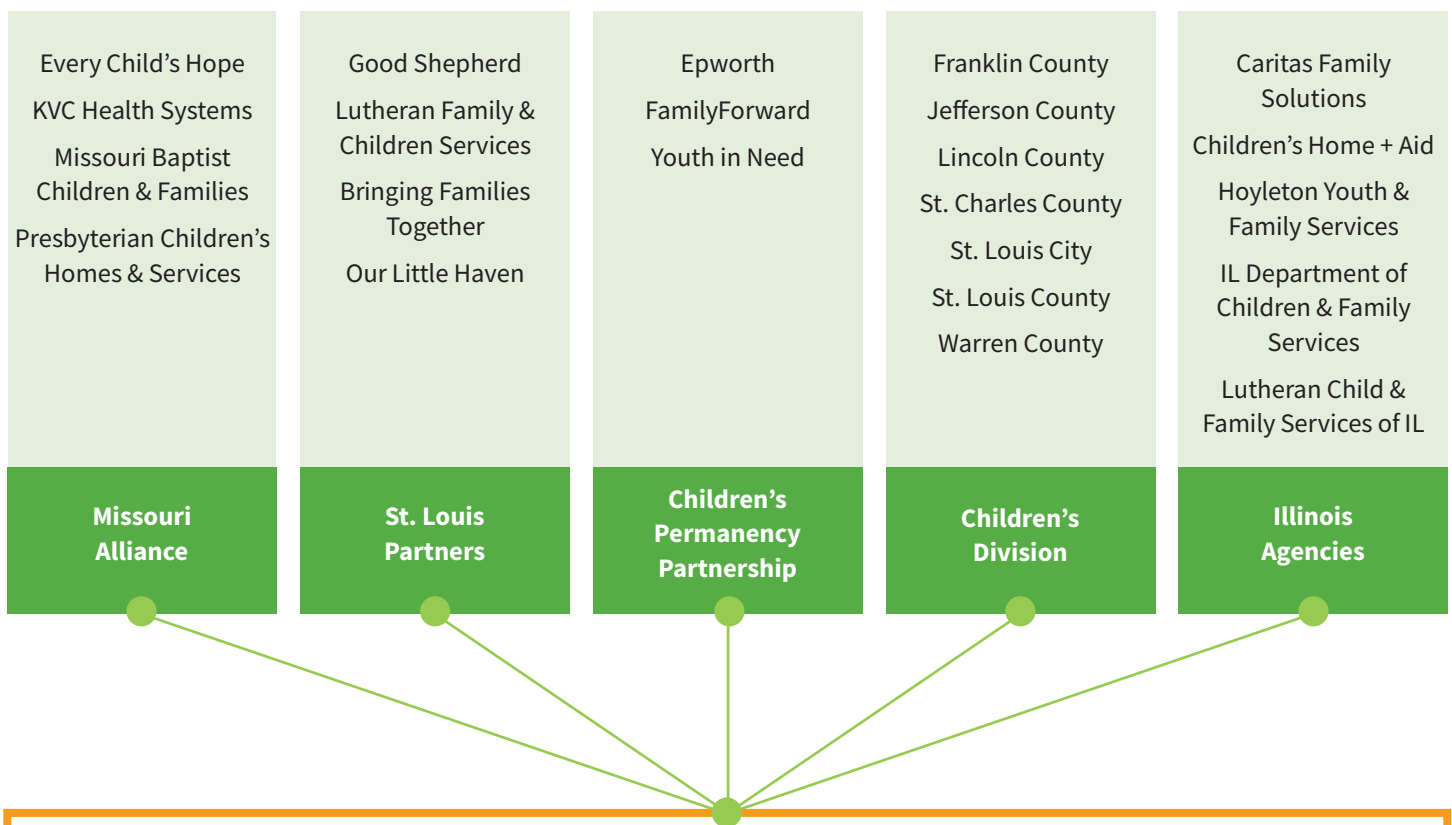 Every Child’s Hope
KVC Health Systems
Missouri Baptist
Children & Families
Presbyterian Children’s
Homes & Services
Missouri
Alliance
Good Shepherd
Lutheran Family &
Children Services
Bringing Families
Together
Our Little Haven
St. Louis
Partners
Epworth
FamilyForward
Youth in Need
Children’s
Permanency
Partnership
Franklin County
Jefferson County
Lincoln County
St. Charles County
St. Louis City
St. Louis County
Warren County
Children’s
Division
Caritas Family
Solutions
Children’s Home + Aid
Hoyleton Youth &
Family Services
IL Department of
Children & Family
Services
Lutheran Child &
Family Services of IL
Illinois
Agencies